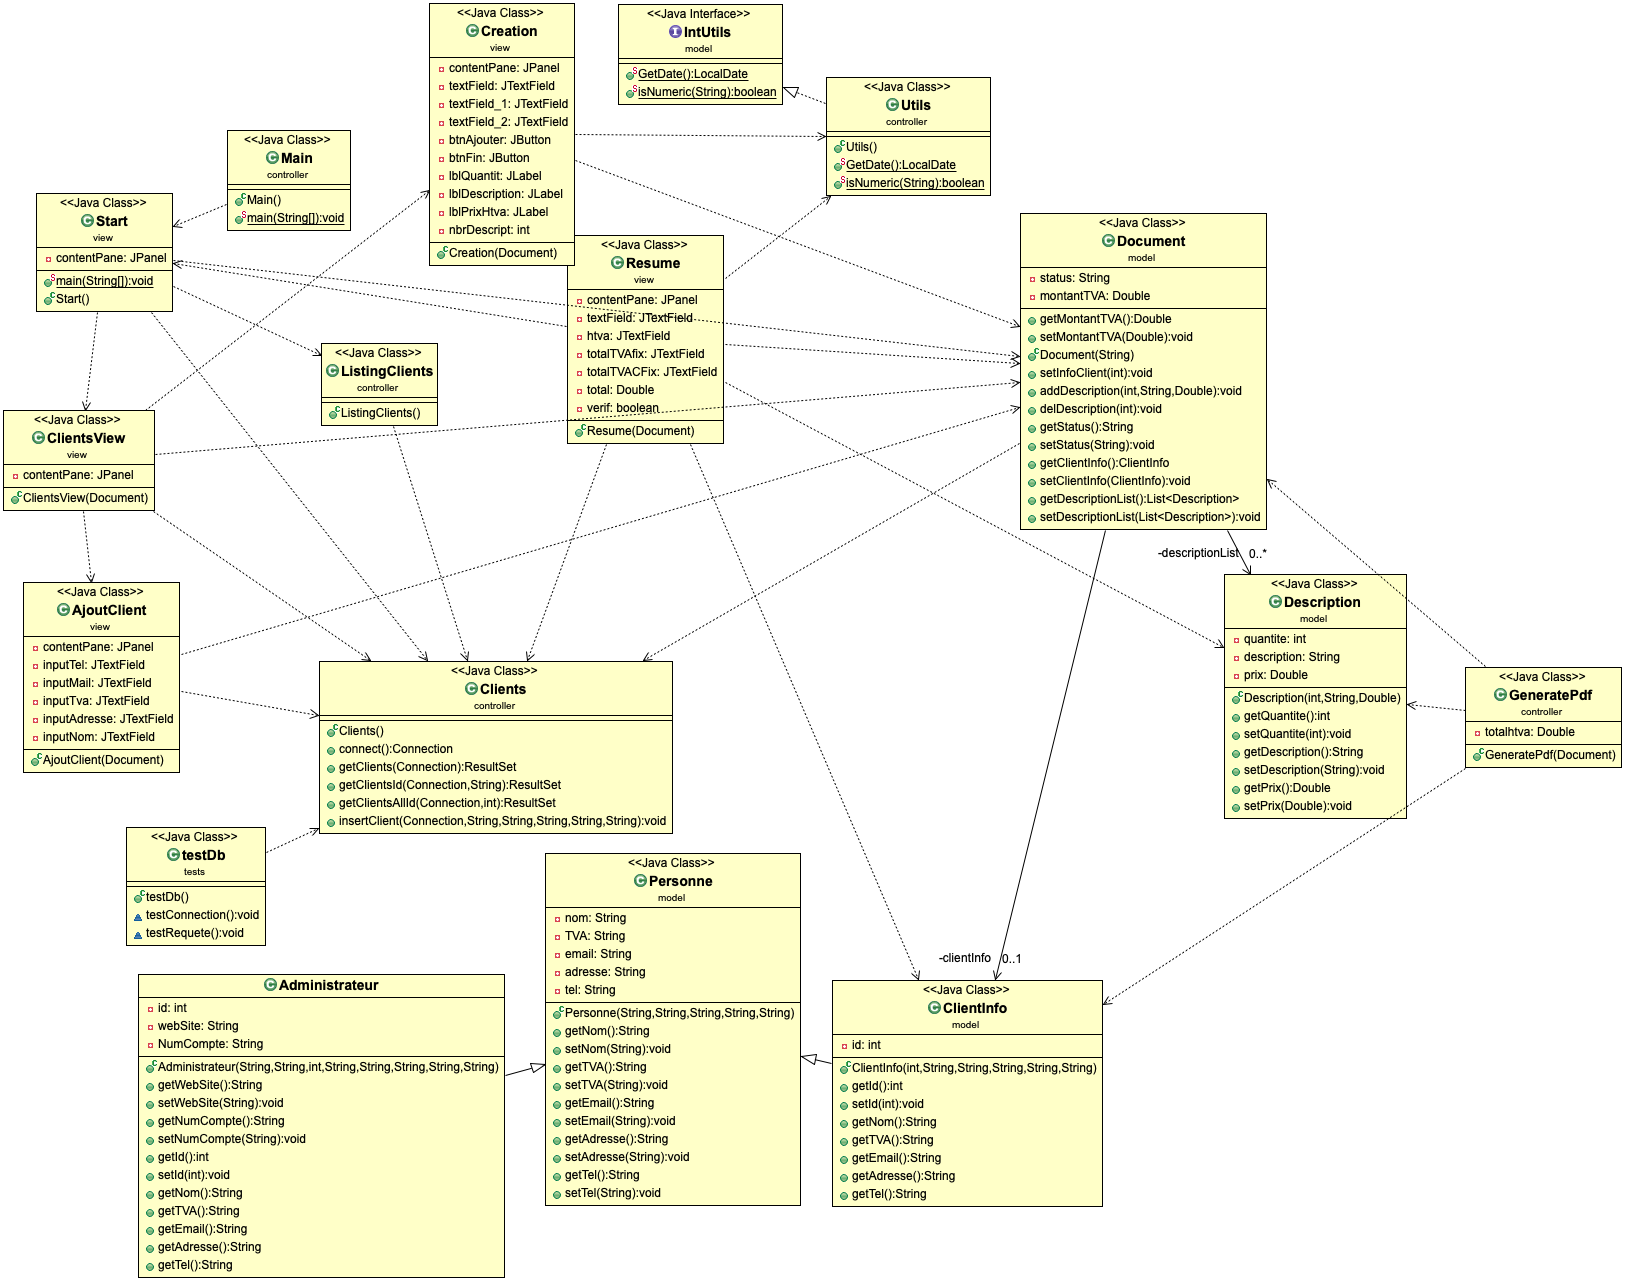 <<Java Class>>
Creation
view
contentPane: JPanel
textField: JTextField
textField_1: JTextField
textField_2: JTextField
btnAjouter: JButton
btnFin: JButton
lblQuantit: JLabel
lblDescription: JLabel
lblPrixHtva: JLabel
nbrDescript: int
Creation(Document)
<<Java Interface>>
IntUtils
model
GetDate():LocalDate
isNumeric(String):boolean
<<Java Class>>
Utils
controller
Utils()
GetDate():LocalDate
isNumeric(String):boolean
<<Java Class>>
Main
controller
Main()
main(String[]):void
<<Java Class>>
Start
view
contentPane: JPanel
main(String[]):void
Start()
<<Java Class>>
Resume
view
contentPane: JPanel
textField: JTextField
htva: JTextField
totalTVAfix: JTextField
totalTVACFix: JTextField
total: Double
verif: boolean
Resume(Document)
<<Java Class>>
Document
model
status: String
montantTVA: Double
getMontantTVA():Double
setMontantTVA(Double):void
Document(String)
setInfoClient(int):void
addDescription(int,String,Double):void
delDescription(int):void
getStatus():String
setStatus(String):void
getClientInfo():ClientInfo
setClientInfo(ClientInfo):void
getDescriptionList():List<Description>
setDescriptionList(List<Description>):void
<<Java Class>>
ListingClients
controller
ListingClients()
<<Java Class>>
ClientsView
view
contentPane: JPanel
ClientsView(Document)
-descriptionList 0..*
<<Java Class>>
AjoutClient
view
contentPane: JPanel
inputTel: JTextField
inputMail: JTextField
inputTva: JTextField
inputAdresse: JTextField
inputNom: JTextField
AjoutClient(Document)
<<Java Class>>
Description
model
quantite: int
description: String
prix: Double
Description(int,String,Double)
getQuantite():int
setQuantite(int):void
getDescription():String
setDescription(String):void
getPrix():Double
setPrix(Double):void
<<Java Class>>
GeneratePdf
controller
totalhtva: Double
GeneratePdf(Document)
<<Java Class>>
Clients
controller
Clients()
connect():Connection
getClients(Connection):ResultSet
getClientsId(Connection,String):ResultSet
getClientsAllId(Connection,int):ResultSet
insertClient(Connection,String,String,String,String,String):void
<<Java Class>>
testDb
tests
testDb()
testConnection():void
testRequete():void
<<Java Class>>
Personne
model
nom: String
TVA: String
email: String
adresse: String
tel: String
Personne(String,String,String,String,String)
getNom():String
setNom(String):void
getTVA():String
setTVA(String):void
getEmail():String
setEmail(String):void
getAdresse():String
setAdresse(String):void
getTel():String
setTel(String):void
-clientInfo 0..1
Administrateur
id: int
webSite: String
NumCompte: String
Administrateur(String,String,int,String,String,String,String,String)
getWebSite():String
setWebSite(String):void
getNumCompte():String
setNumCompte(String):void
getId():int
setId(int):void
getNom():String
getTVA():String
getEmail():String
getAdresse():String
getTel():String
<<Java Class>>
ClientInfo
model
id: int
ClientInfo(int,String,String,String,String,String)
getId():int
setId(int):void
getNom():String
getTVA():String
getEmail():String
getAdresse():String
getTel():String